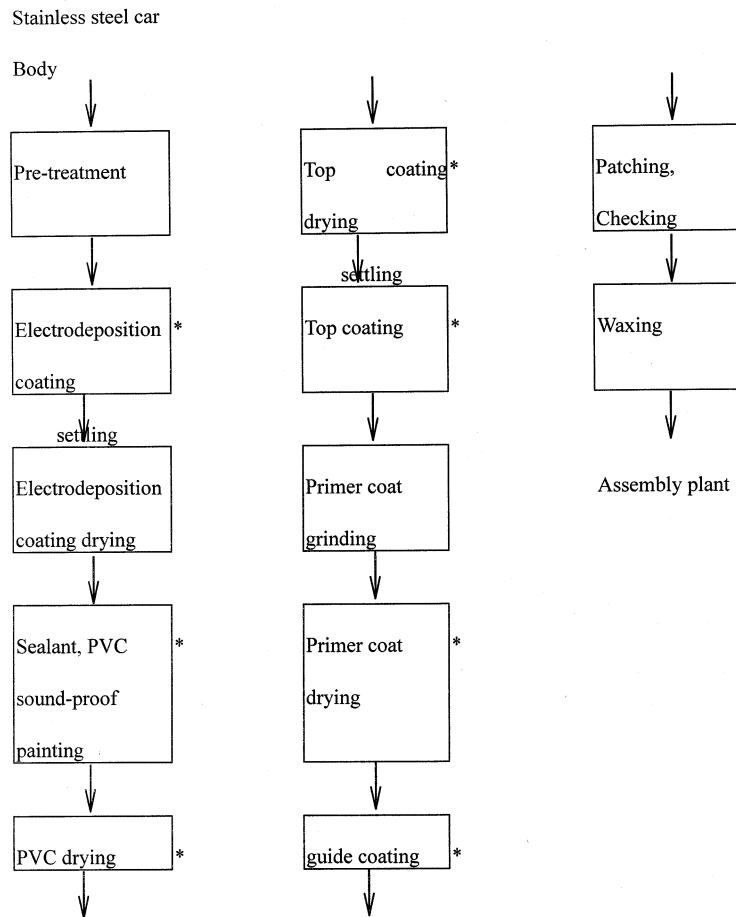 Stainless steel car
Body
Pre-treatment
Electrodeposition *
coating
settling
Electrodeposition
coating drying
Sealant, PVC *
sound-proof
painting
PVC drying *
Top coating*
drying
settling
Top coating *
Primer coat
grinding
Primer coat *
drying
guide coating *
Patching,
Checking
Waxing
Assembly plant